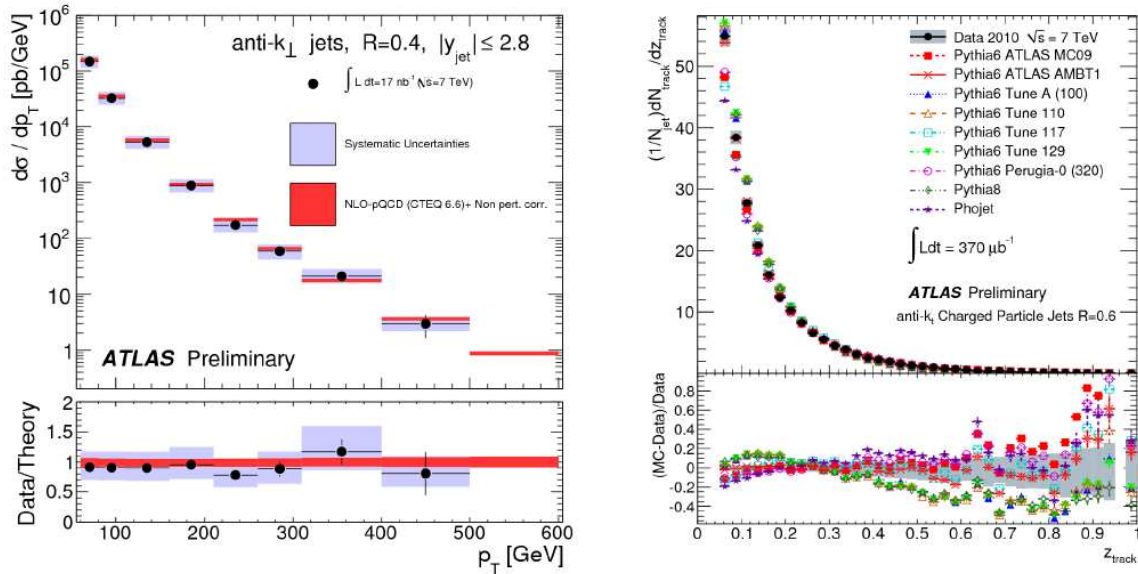 anti-k⊥ jets, R=0.4, |y_jet| ≤ 2.8
∫ L dt=17 nb⁻¹ (√s=7 TeV)
Systematic Uncertainties
NLO-pQCD (CTEQ 6.6)+ Non pert. corr.
ATLAS Preliminary
dσ / dp_T [pb/GeV]
10⁶
10⁵
10⁴
10³
10²
10
1
Data/Theory
2
1.5
1
0.5
0
100 200 300 400 500 600
p_T [GeV]
(1/N_jet)dN_track/dz_track
50
40
30
20
10
Data 2010 √s = 7 TeV
Pythia6 ATLAS MC09
Pythia6 ATLAS AMBT1
Pythia6 Tune A (100)
Pythia6 Tune 110
Pythia6 Tune 117
Pythia6 Tune 129
Pythia6 Perugia-0 (320)
Pythia8
Phojet
∫ Ldt = 370 μb⁻¹
ATLAS Preliminary
anti-k_t Charged Particle Jets R=0.6
(MC-Data)/Data
0.8
0.6
0.4
0.2
0
-0.2
-0.4
0 0.1 0.2 0.3 0.4 0.5 0.6 0.7 0.8 0.9 1
z_track